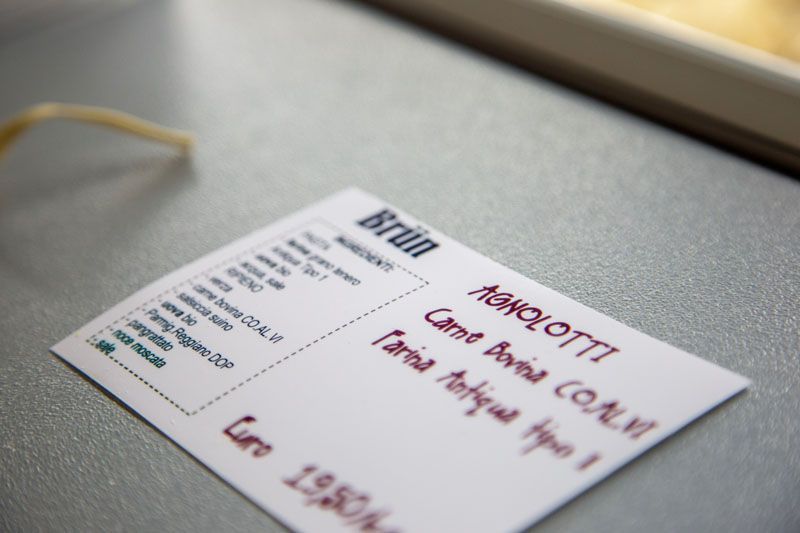 Brün
INGREDIENTI:
PASTA
farina grano tenero
antiqua Tipo 1
uova bio
acqua, sale
RIPIENO
verza
carne bovina CO.AL.VI
salsiccia suino
uova bio
Parmig.Reggiano DOP
pangrattato
noce moscata
sale
AGNOLOTTI
Carne Bovina CO.AL.VI
Farina Antiqua tipo 1
Euro 19,50/